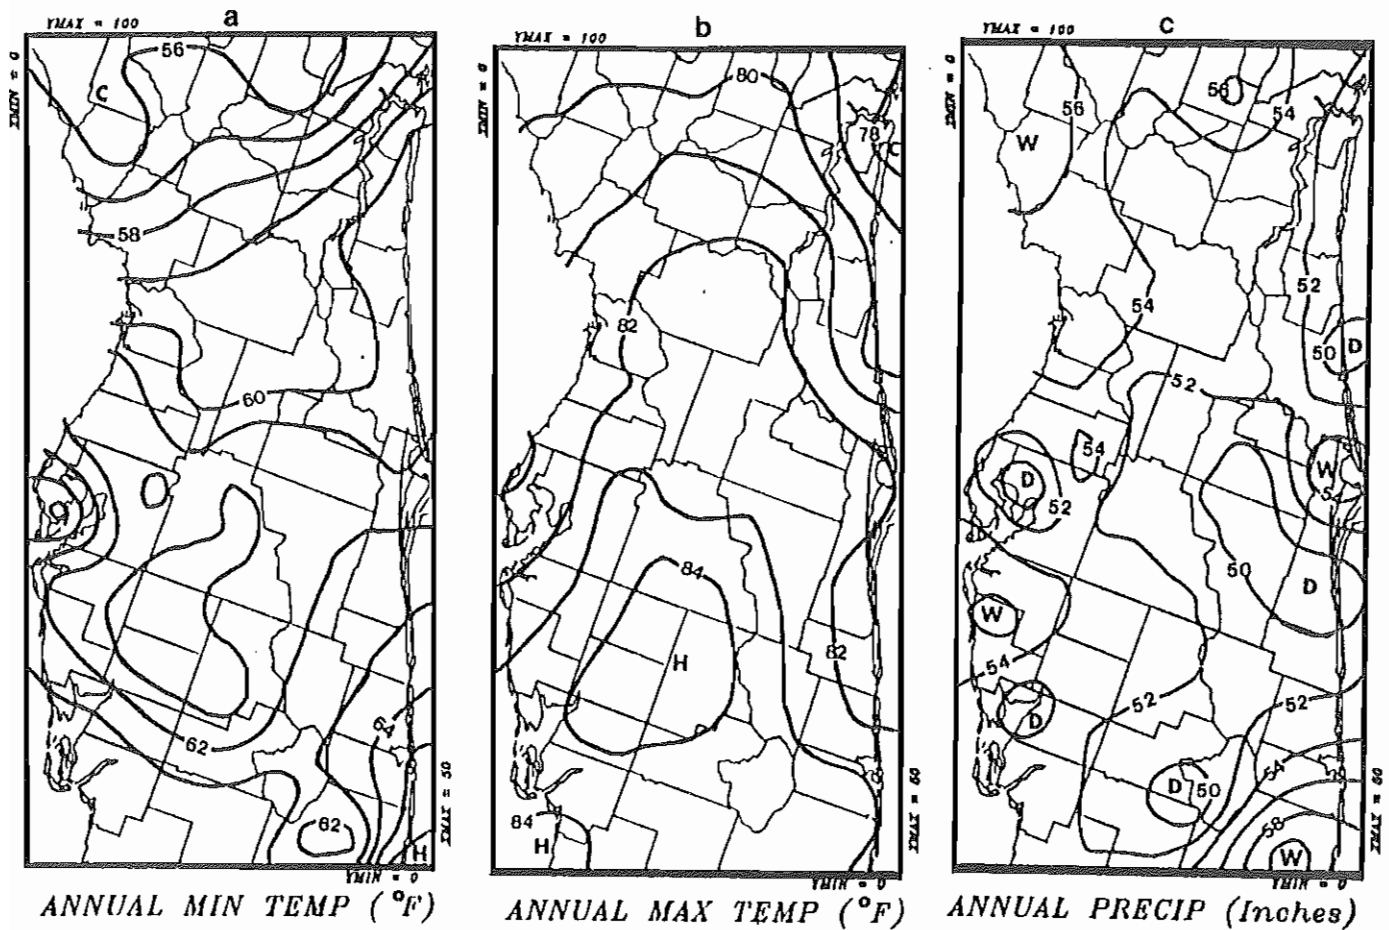 a
YMAX = 100
XMIN = 0
56
C
58
60
62
64
62
H
XMAX = 50
YMIN = 0
ANNUAL MIN TEMP (°F)
b
YMAX = 100
XMIN = 0
80
78
C
82
84
H
82
84
H
XMAX = 50
YMIN = 0
ANNUAL MAX TEMP (°F)
c
YMAX = 100
XMIN = 0
56
56
54
W
52
54
50
D
52
54
D
W
52
50
D
W
54
52
52
D
54
D
50
58
W
XMAX = 50
YMIN = 0
ANNUAL PRECIP (Inches)